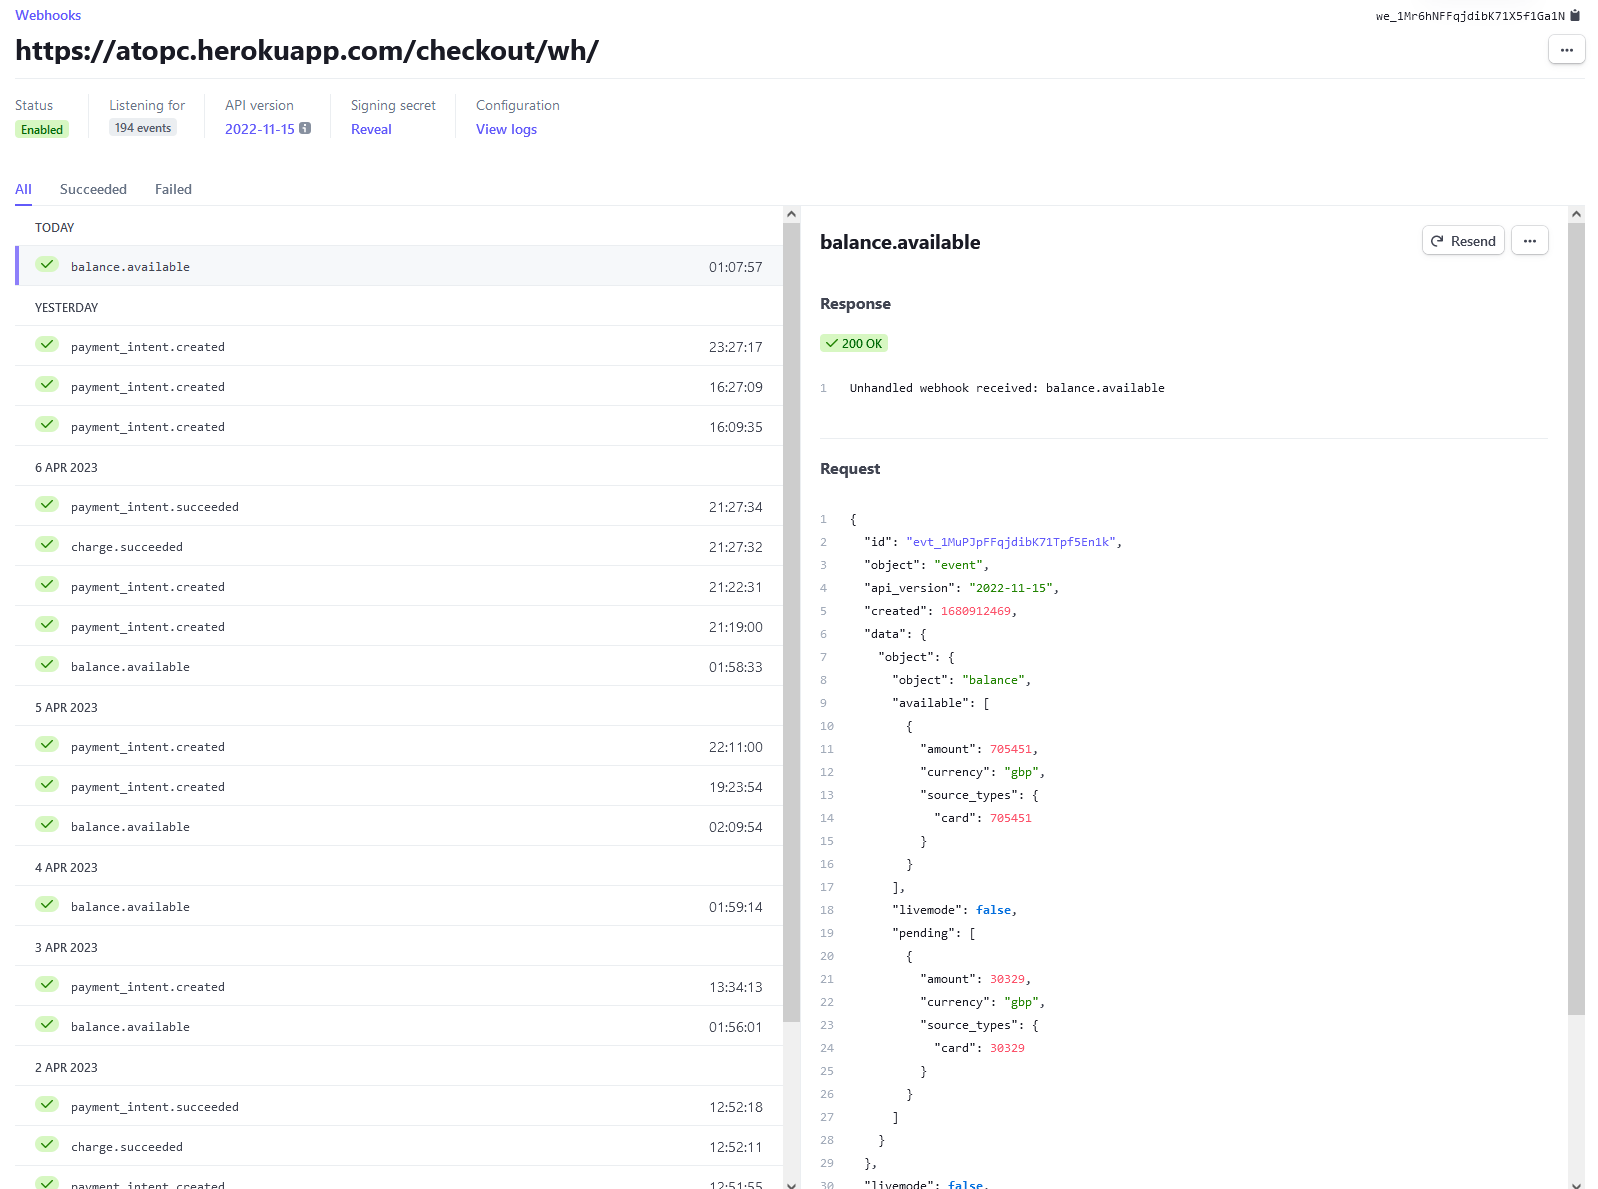 Webhooks
we_1Mr6hNFFqjdibK71X5f1Ga1N
https://atopc.herokuapp.com/checkout/wh/
Status
Enabled
Listening for
194 events
API version
2022-11-15
Signing secret
Reveal
Configuration
View logs
All Succeeded Failed
TODAY
balance.available 01:07:57
YESTERDAY
payment_intent.created 23:27:17
payment_intent.created 16:27:09
payment_intent.created 16:09:35
6 APR 2023
payment_intent.succeeded 21:27:34
charge.succeeded 21:27:32
payment_intent.created 21:22:31
payment_intent.created 21:19:00
balance.available 01:58:33
5 APR 2023
payment_intent.created 22:11:00
payment_intent.created 19:23:54
balance.available 02:09:54
4 APR 2023
balance.available 01:59:14
3 APR 2023
payment_intent.created 13:34:13
balance.available 01:56:01
2 APR 2023
payment_intent.succeeded 12:52:18
charge.succeeded 12:52:11
payment_intent.created 12:51:55
balance.available
Resend
Response
200 OK
1 Unhandled webhook received: balance.available
Request
1 {
2 "id": "evt_1MuPJpFFqjdibK71Tpf5En1k",
3 "object": "event",
4 "api_version": "2022-11-15",
5 "created": 1680912469,
6 "data": {
7 "object": {
8 "object": "balance",
9 "available": [
10 {
11 "amount": 705451,
12 "currency": "gbp",
13 "source_types": {
14 "card": 705451
15 }
16 }
17 ],
18 "livemode": false,
19 "pending": [
20 {
21 "amount": 30329,
22 "currency": "gbp",
23 "source_types": {
24 "card": 30329
25 }
26 }
27 ]
28 }
29 },
30 "livemode": false,